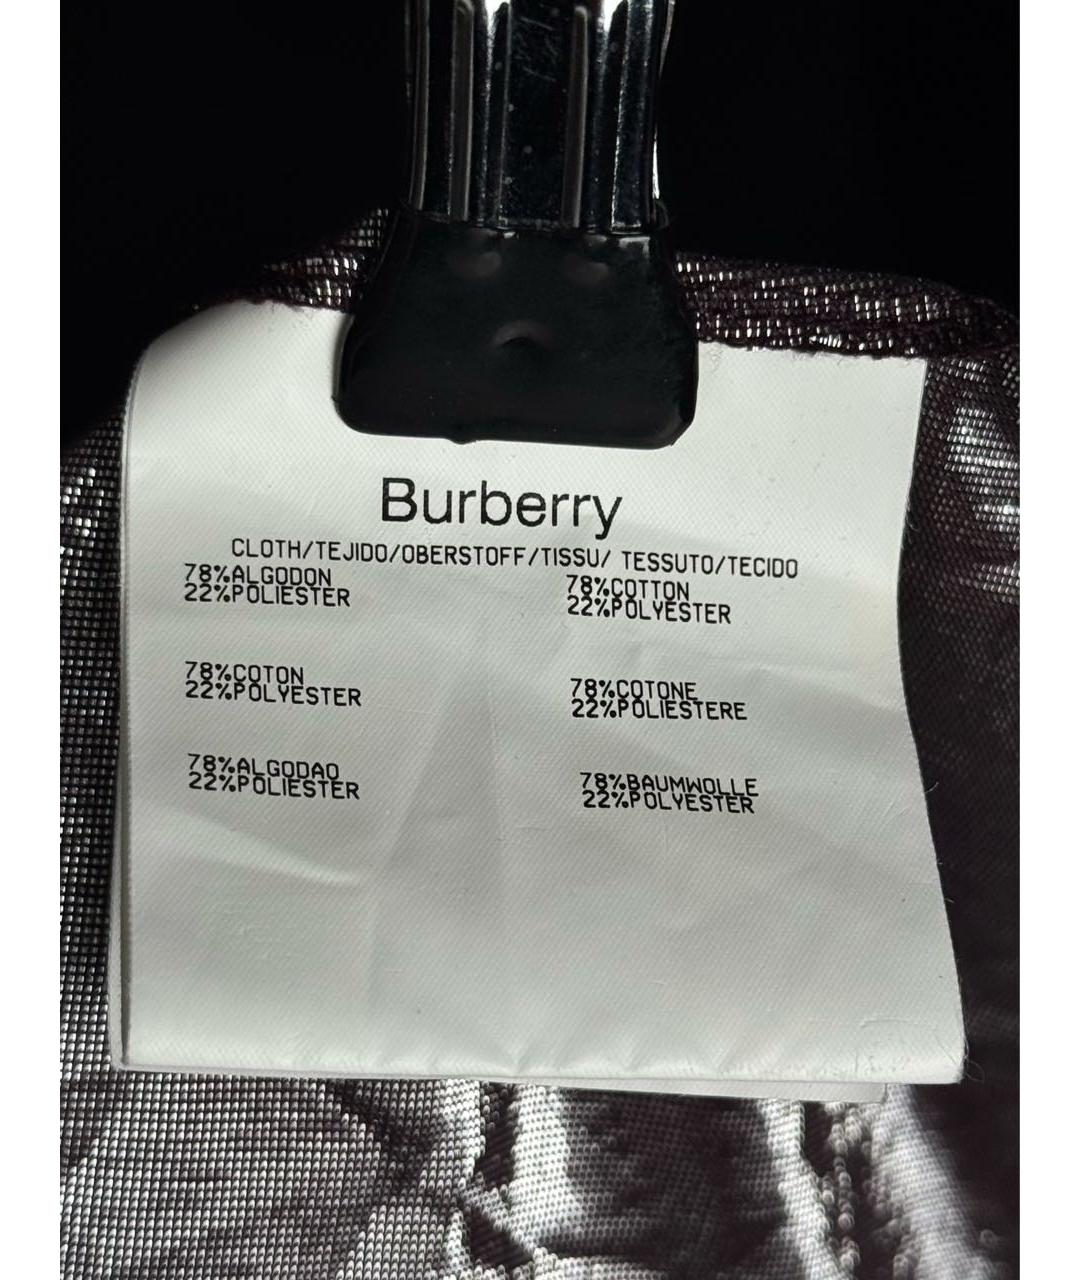 Burberry
CLOTH/TEJIDO/OBERSTOFF/TISSU/ TESSUTO/TECIDO
78%ALGODON
22%POLIESTER
78%COTTON
22%POLYESTER
78%COTON
22%POLYESTER
78%COTONE
22%POLIESTERE
78%ALGODAO
22%POLIESTER
78%BAUMWOLLE
22%POLYESTER